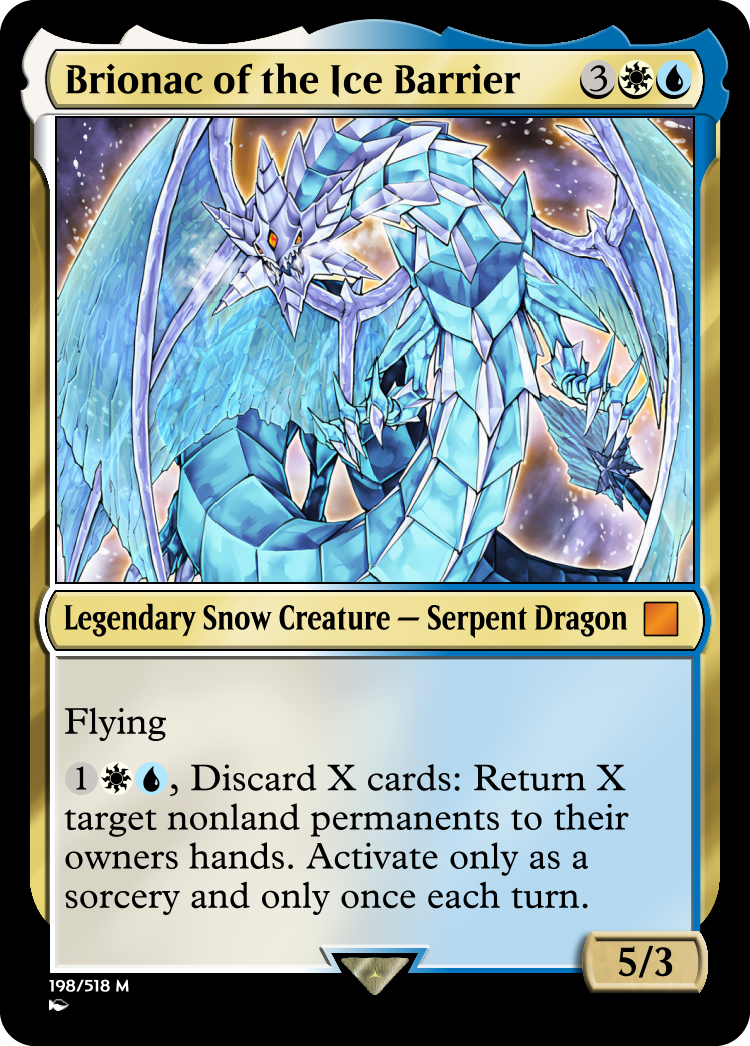 Brionac of the Ice Barrier 3
Legendary Snow Creature — Serpent Dragon
Flying
1, Discard X cards: Return X
target nonland permanents to their
owners hands. Activate only as a
sorcery and only once each turn.
5/3
198/518 M